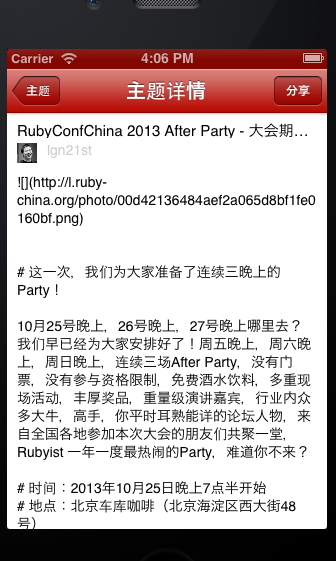 Carrier 4:06 PM
主题 主题详情 分享
RubyConfChina 2013 After Party - 大会期…
lgn21st
![](http://l.ruby-
china.org/photo/00d42136484aef2a065d8bf1fe0
160bf.png)
# 这一次，我们为大家准备了连续三晚上的
Party！
10月25号晚上，26号晚上，27号晚上哪里去？
我们早已经为大家安排好了！周五晚上，周六晚
上，周日晚上，连续三场After Party，没有门
票，没有参与资格限制，免费酒水饮料，多重现
场活动，丰厚奖品，重量级演讲嘉宾，行业内众
多大牛，高手，你平时耳熟能详的论坛人物，来
自全国各地参加本次大会的朋友们共聚一堂，
Rubyist 一年一度最热闹的Party，难道你不来？
# 时间：2013年10月25日晚上7点半开始
# 地点：北京车库咖啡（北京海淀区西大街48
号）